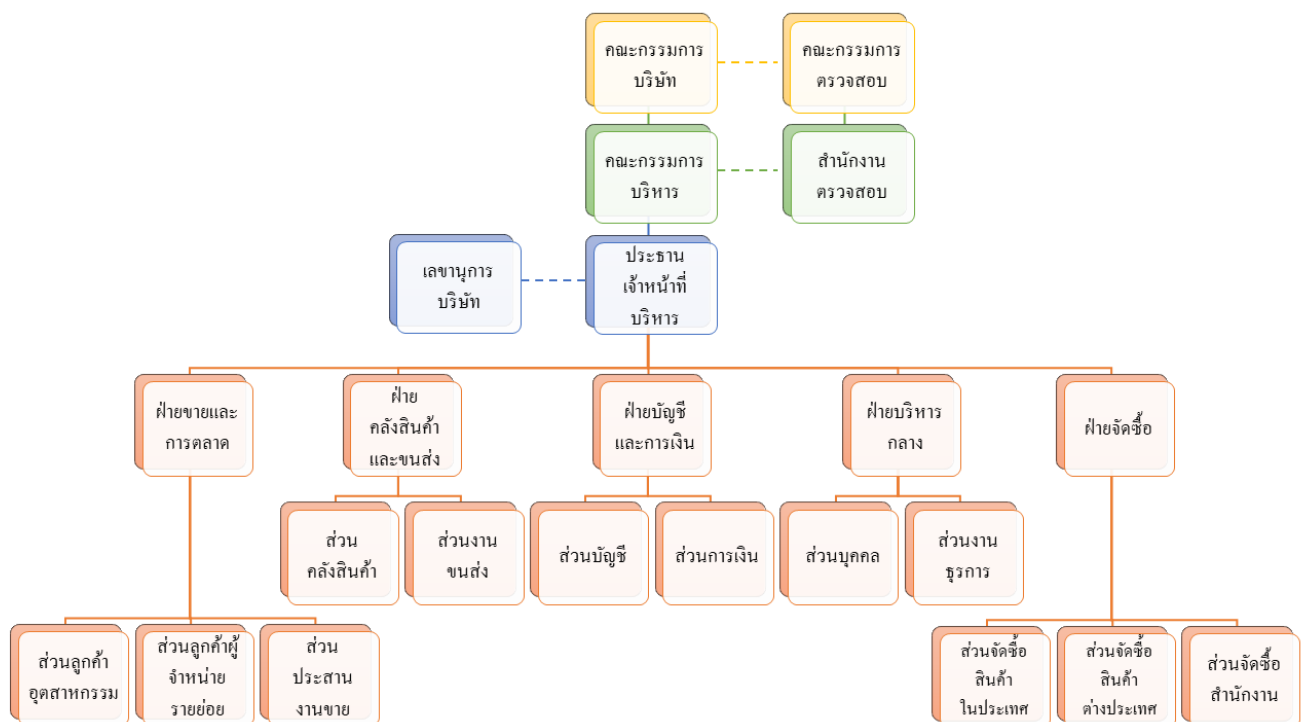 คณะกรรมการ
บริษัท
คณะกรรมการ
ตรวจสอบ
คณะกรรมการ
บริหาร
สำนักงาน
ตรวจสอบ
เลขานุการ
บริษัท
ประธาน
เจ้าหน้าที่
บริหาร
ฝ่ายขายและ
การตลาด
ฝ่าย
คลังสินค้า
และขนส่ง
ฝ่ายบัญชี
และการเงิน
ฝ่ายบริหาร
กลาง
ฝ่ายจัดซื้อ
ส่วน
คลังสินค้า
ส่วนงาน
ขนส่ง
ส่วนบัญชี
ส่วนการเงิน
ส่วนบุคคล
ส่วนงาน
ธุรการ
ส่วนลูกค้า
อุตสาหกรรม
ส่วนลูกค้าผู้
จำหน่าย
รายย่อย
ส่วน
ประสาน
งานขาย
ส่วนจัดซื้อ
สินค้า
ในประเทศ
ส่วนจัดซื้อ
สินค้า
ต่างประเทศ
ส่วนจัดซื้อ
สำนักงาน